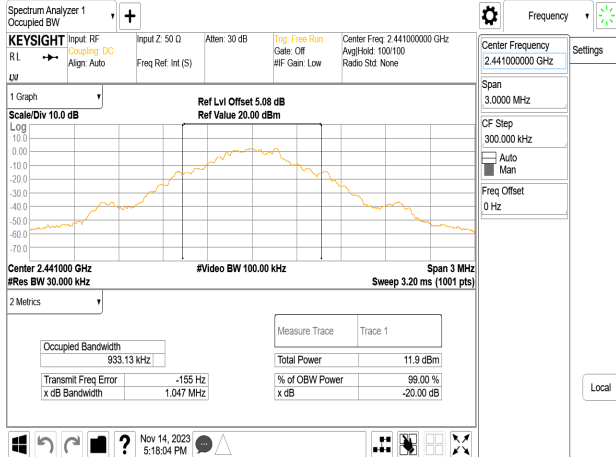 Spectrum Analyzer 1
Occupied BW
Frequency
KEYSIGHT Input: RF Input Z: 50 Ω Atten: 30 dB Trig: Free Run Center Freq: 2.441000000 GHz
R L Coupling: DC Gate: Off Avg|Hold: 100/100
Align: Auto Freq Ref: Int (S) #IF Gain: Low Radio Std: None
Center Frequency
2.441000000 GHz
Settings
Span
3.0000 MHz
CF Step
300.000 kHz
Auto
Man
Freq Offset
0 Hz
Local
1 Graph
Ref Lvl Offset 5.08 dB
Scale/Div 10.0 dB Ref Value 20.00 dBm
Log
10.0
0.00
-10.0
-20.0
-30.0
-40.0
-50.0
-60.0
-70.0
Center 2.441000 GHz #Video BW 100.00 kHz Span 3 MHz
#Res BW 30.000 kHz Sweep 3.20 ms (1001 pts)
2 Metrics
Measure Trace Trace 1
Occupied Bandwidth
933.13 kHz Total Power 11.9 dBm
Transmit Freq Error -155 Hz % of OBW Power 99.00 %
x dB Bandwidth 1.047 MHz x dB -20.00 dB
? Nov 14, 2023
5:18:04 PM